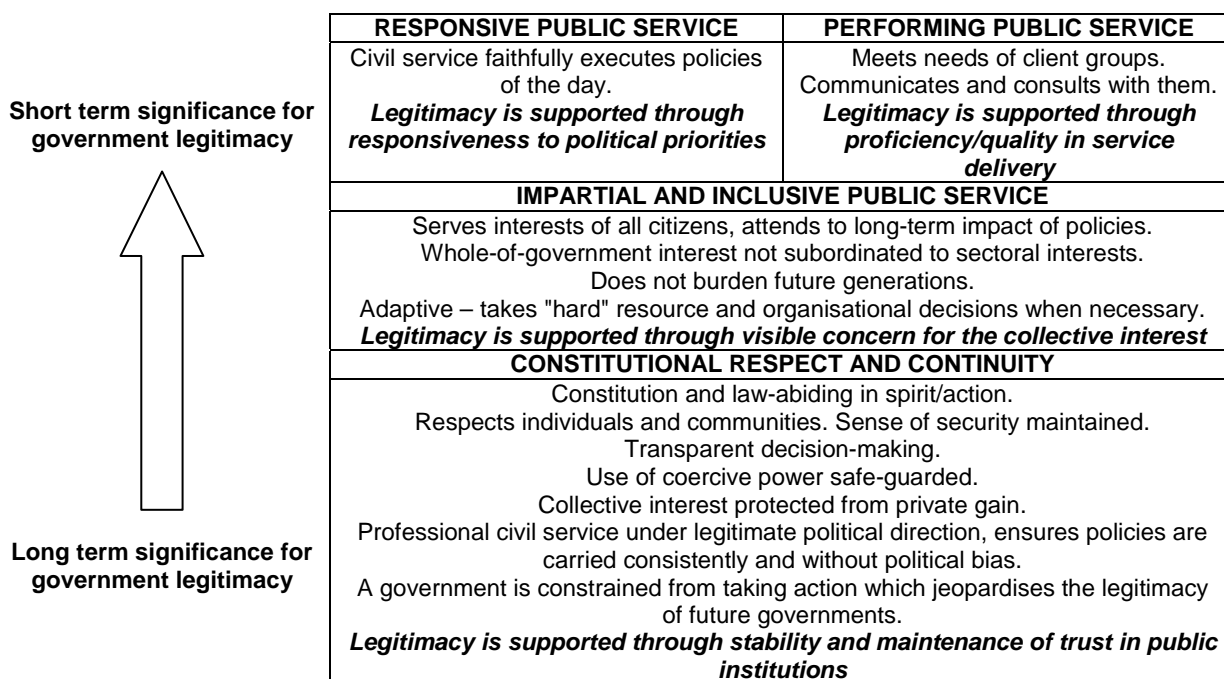 RESPONSIVE PUBLIC SERVICE
Civil service faithfully executes policies
of the day.
Legitimacy is supported through
responsiveness to political priorities
PERFORMING PUBLIC SERVICE
Meets needs of client groups.
Communicates and consults with them.
Legitimacy is supported through
proficiency/quality in service
delivery
Short term significance for
government legitimacy
IMPARTIAL AND INCLUSIVE PUBLIC SERVICE
Serves interests of all citizens, attends to long-term impact of policies.
Whole-of-government interest not subordinated to sectoral interests.
Does not burden future generations.
Adaptive – takes "hard" resource and organisational decisions when necessary.
Legitimacy is supported through visible concern for the collective interest
CONSTITUTIONAL RESPECT AND CONTINUITY
Constitution and law-abiding in spirit/action.
Respects individuals and communities. Sense of security maintained.
Transparent decision-making.
Use of coercive power safe-guarded.
Collective interest protected from private gain.
Professional civil service under legitimate political direction, ensures policies are
carried consistently and without political bias.
A government is constrained from taking action which jeopardises the legitimacy
of future governments.
Legitimacy is supported through stability and maintenance of trust in public
institutions
Long term significance for
government legitimacy